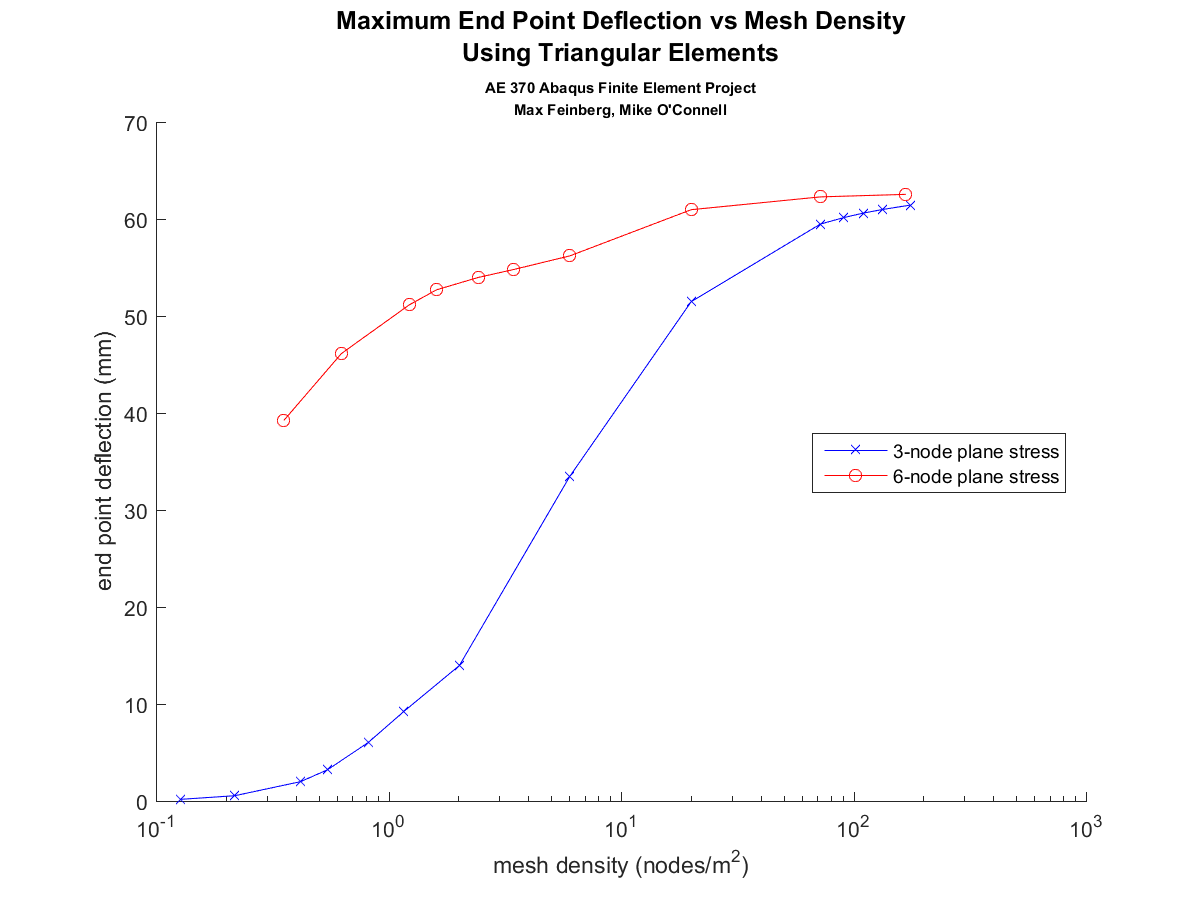 Maximum End Point Deflection vs Mesh Density
Using Triangular Elements
AE 370 Abaqus Finite Element Project
Max Feinberg, Mike O'Connell
70
60
50
40
30
20
10
0
end point deflection (mm)
3-node plane stress
6-node plane stress
10^-1 10^0 10^1 10^2 10^3
mesh density (nodes/m^2)